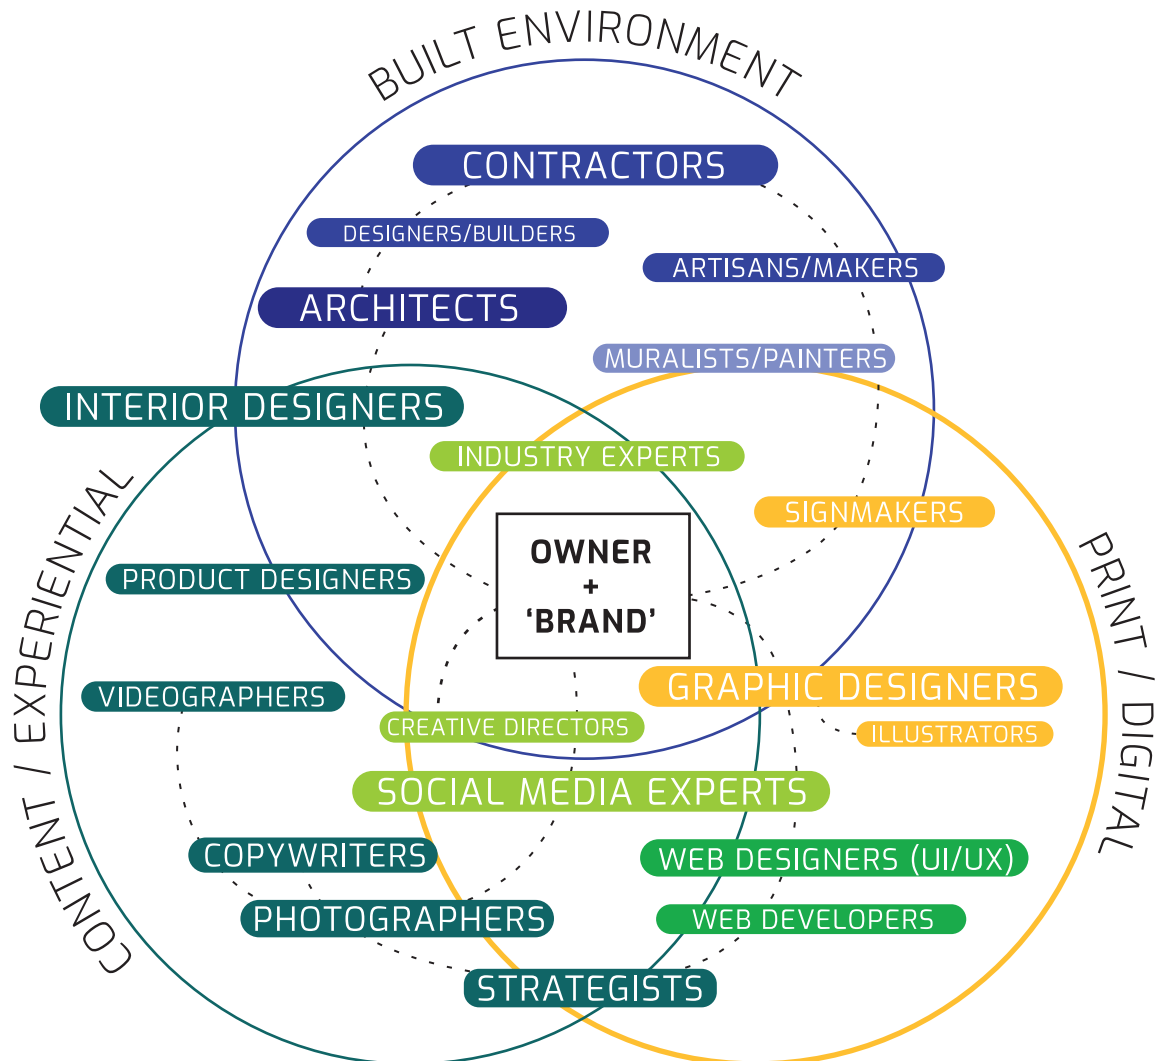 BUILT ENVIRONMENT
CONTRACTORS
DESIGNERS/BUILDERS
ARTISANS/MAKERS
ARCHITECTS
MURALISTS/PAINTERS
INTERIOR DESIGNERS
INDUSTRY EXPERTS
SIGNMAKERS
OWNER
+
‘BRAND’
PRODUCT DESIGNERS
CONTENT / EXPERIENTIAL
PRINT / DIGITAL
VIDEOGRAPHERS
GRAPHIC DESIGNERS
CREATIVE DIRECTORS
ILLUSTRATORS
SOCIAL MEDIA EXPERTS
COPYWRITERS
WEB DESIGNERS (UI/UX)
PHOTOGRAPHERS
WEB DEVELOPERS
STRATEGISTS